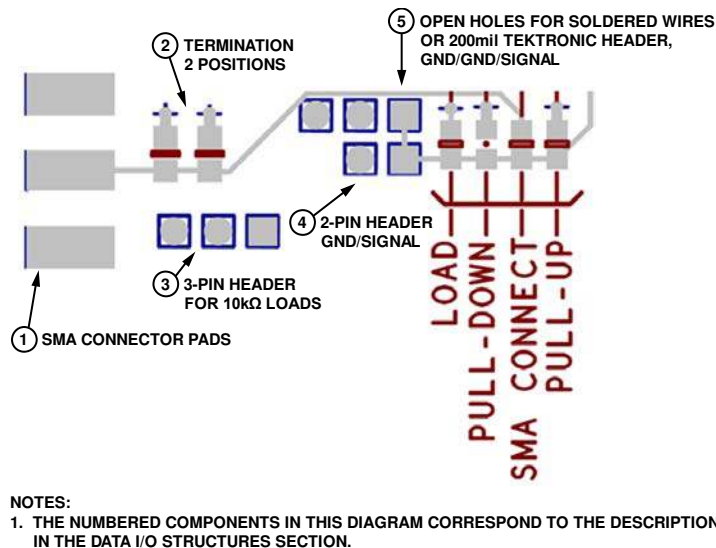 5 OPEN HOLES FOR SOLDERED WIRES
OR 200mil TEKTRONIC HEADER,
GND/GND/SIGNAL
2 TERMINATION
2 POSITIONS
4 2-PIN HEADER
GND/SIGNAL
3 3-PIN HEADER
FOR 10kΩ LOADS
1 SMA CONNECTOR PADS
LOAD
PULL-DOWN
SMA CONNECT
PULL-UP
NOTES:
1. THE NUMBERED COMPONENTS IN THIS DIAGRAM CORRESPOND TO THE DESCRIPTION
IN THE DATA I/O STRUCTURES SECTION.